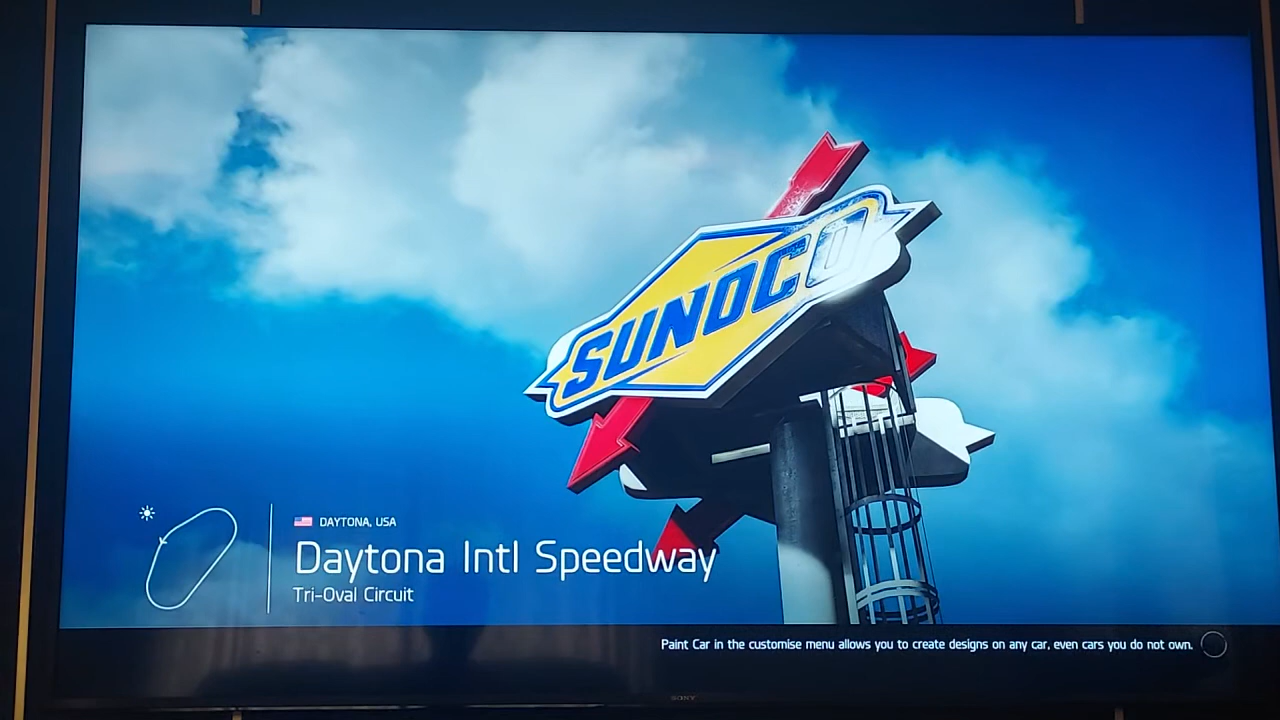 SUNOCO
DAYTONA, USA
Daytona Intl Speedway
Tri-Oval Circuit
Paint Car in the customise menu allows you to create designs on any car, even cars you do not own.
SONY